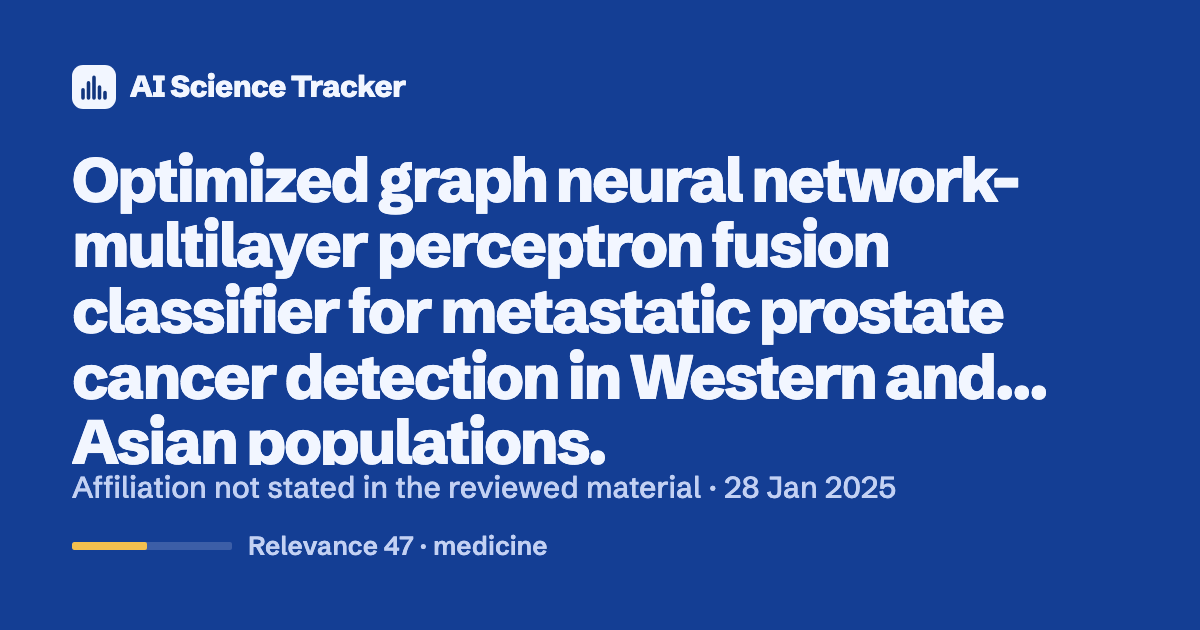 AI Science Tracker
Optimized graph neural network-
multilayer perceptron fusion
classifier for metastatic prostate
cancer detection in Western and...
Asian populations.
Affiliation not stated in the reviewed material · 28 Jan 2025
Relevance 47 · medicine